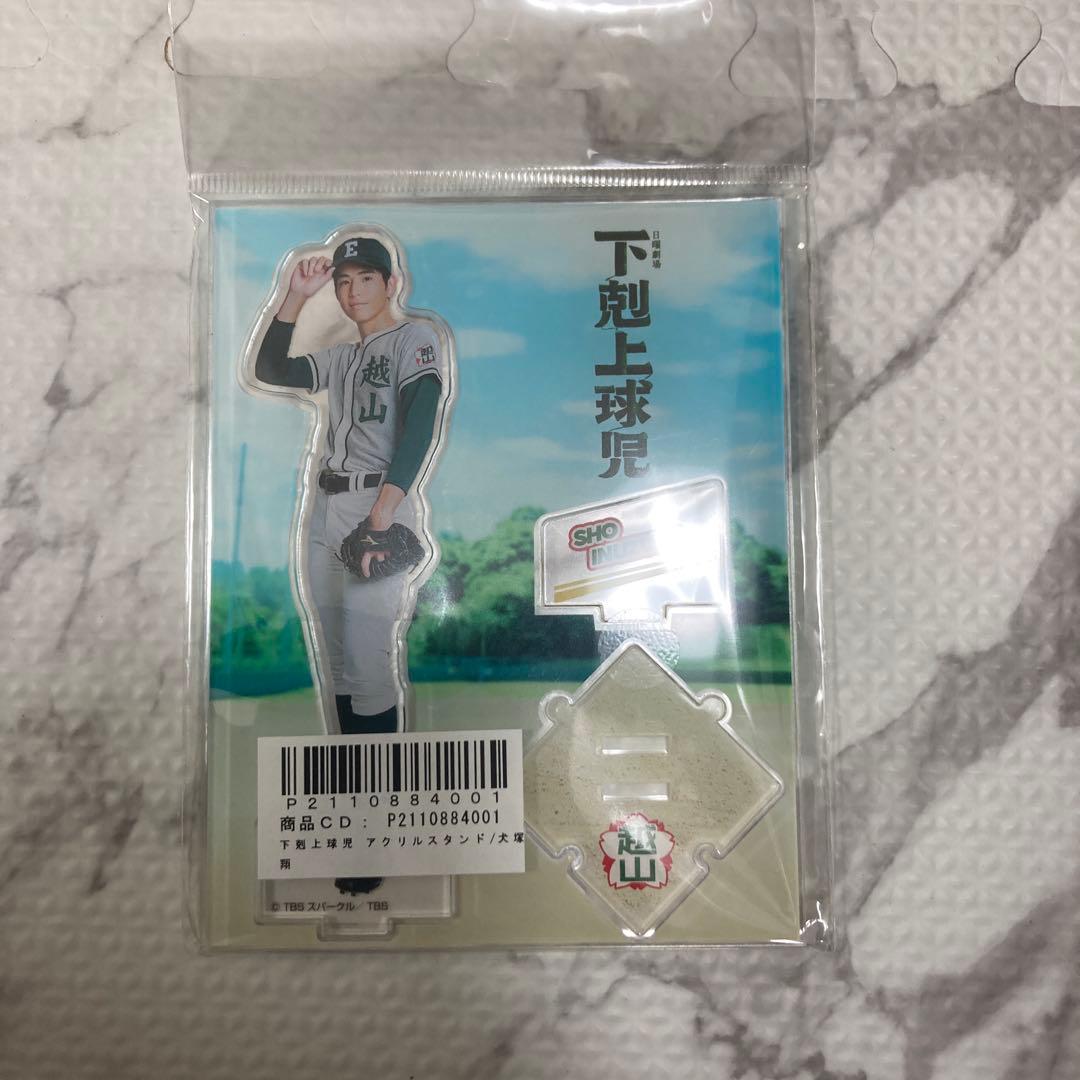 日曜劇場
下剋上球児
E
越山
越山
SHO
越山
P2110884001
商品CD: P2110884001
下剋上球児 アクリルスタンド/犬塚
翔
© TBS スパークル/ TBS